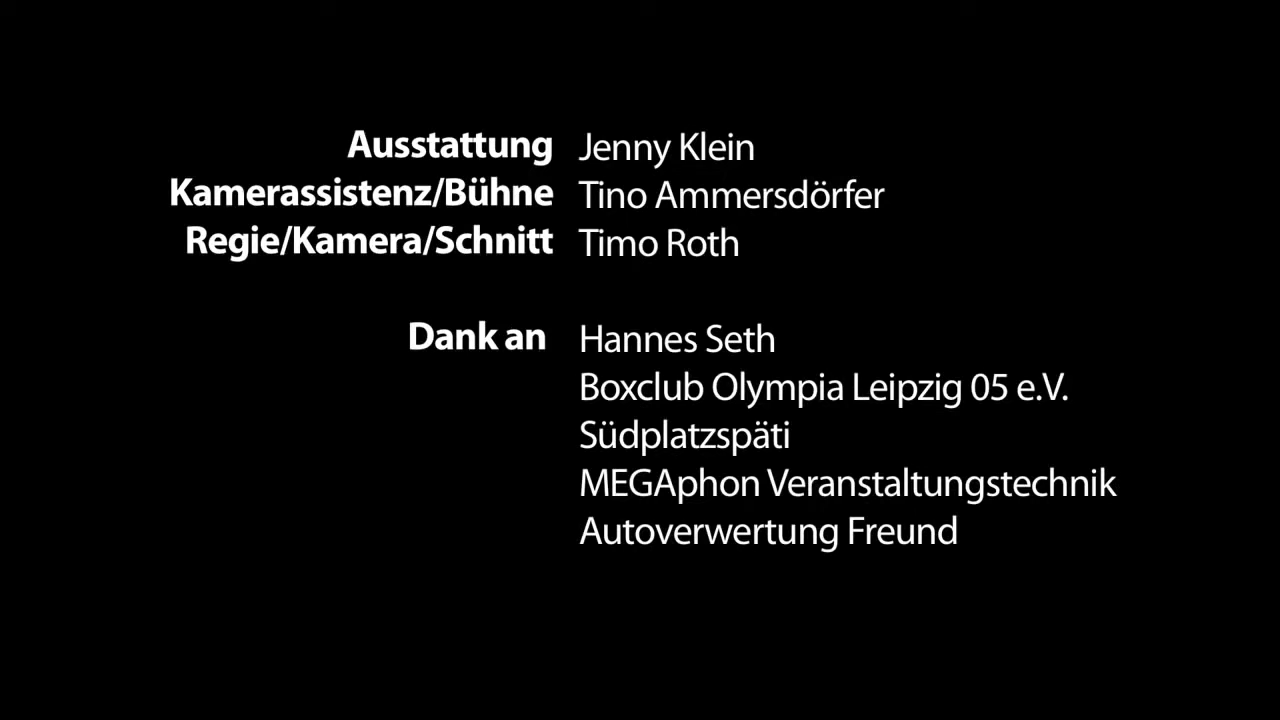 Ausstattung Jenny Klein
Kamerassistenz/Bühne Tino Ammersdörfer
Regie/Kamera/Schnitt Timo Roth
Dank an Hannes Seth
Boxclub Olympia Leipzig 05 e.V.
Südplatzspäti
MEGAphon Veranstaltungstechnik
Autoverwertung Freund